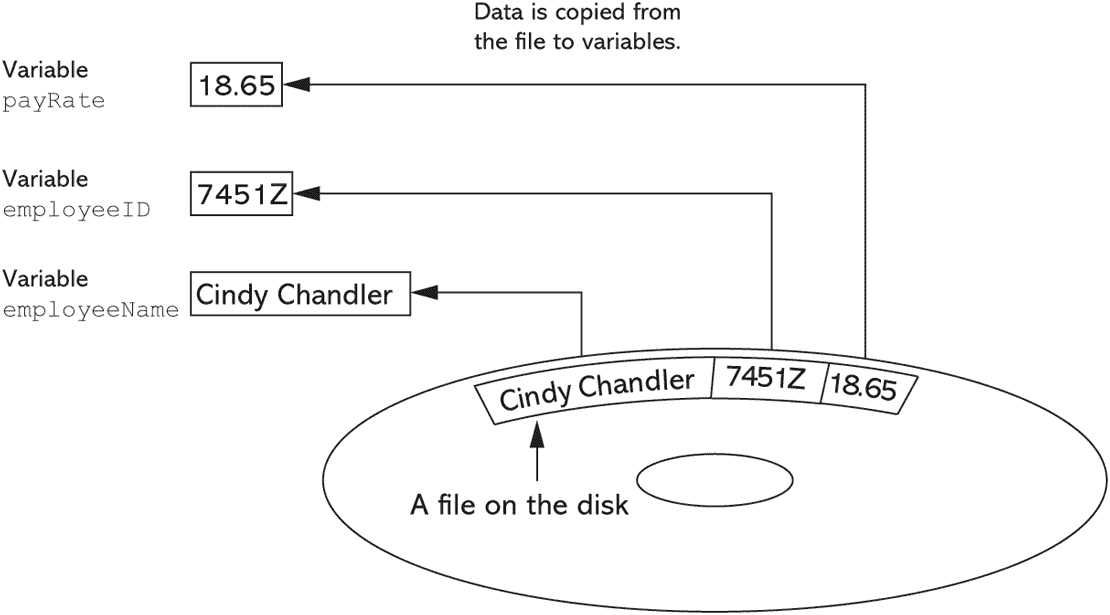 Data is copied from
the file to variables.
Variable
payRate
18.65
Variable
employeeID
7451Z
Variable
employeeName
Cindy Chandler
Cindy Chandler 7451Z 18.65
A file on the disk